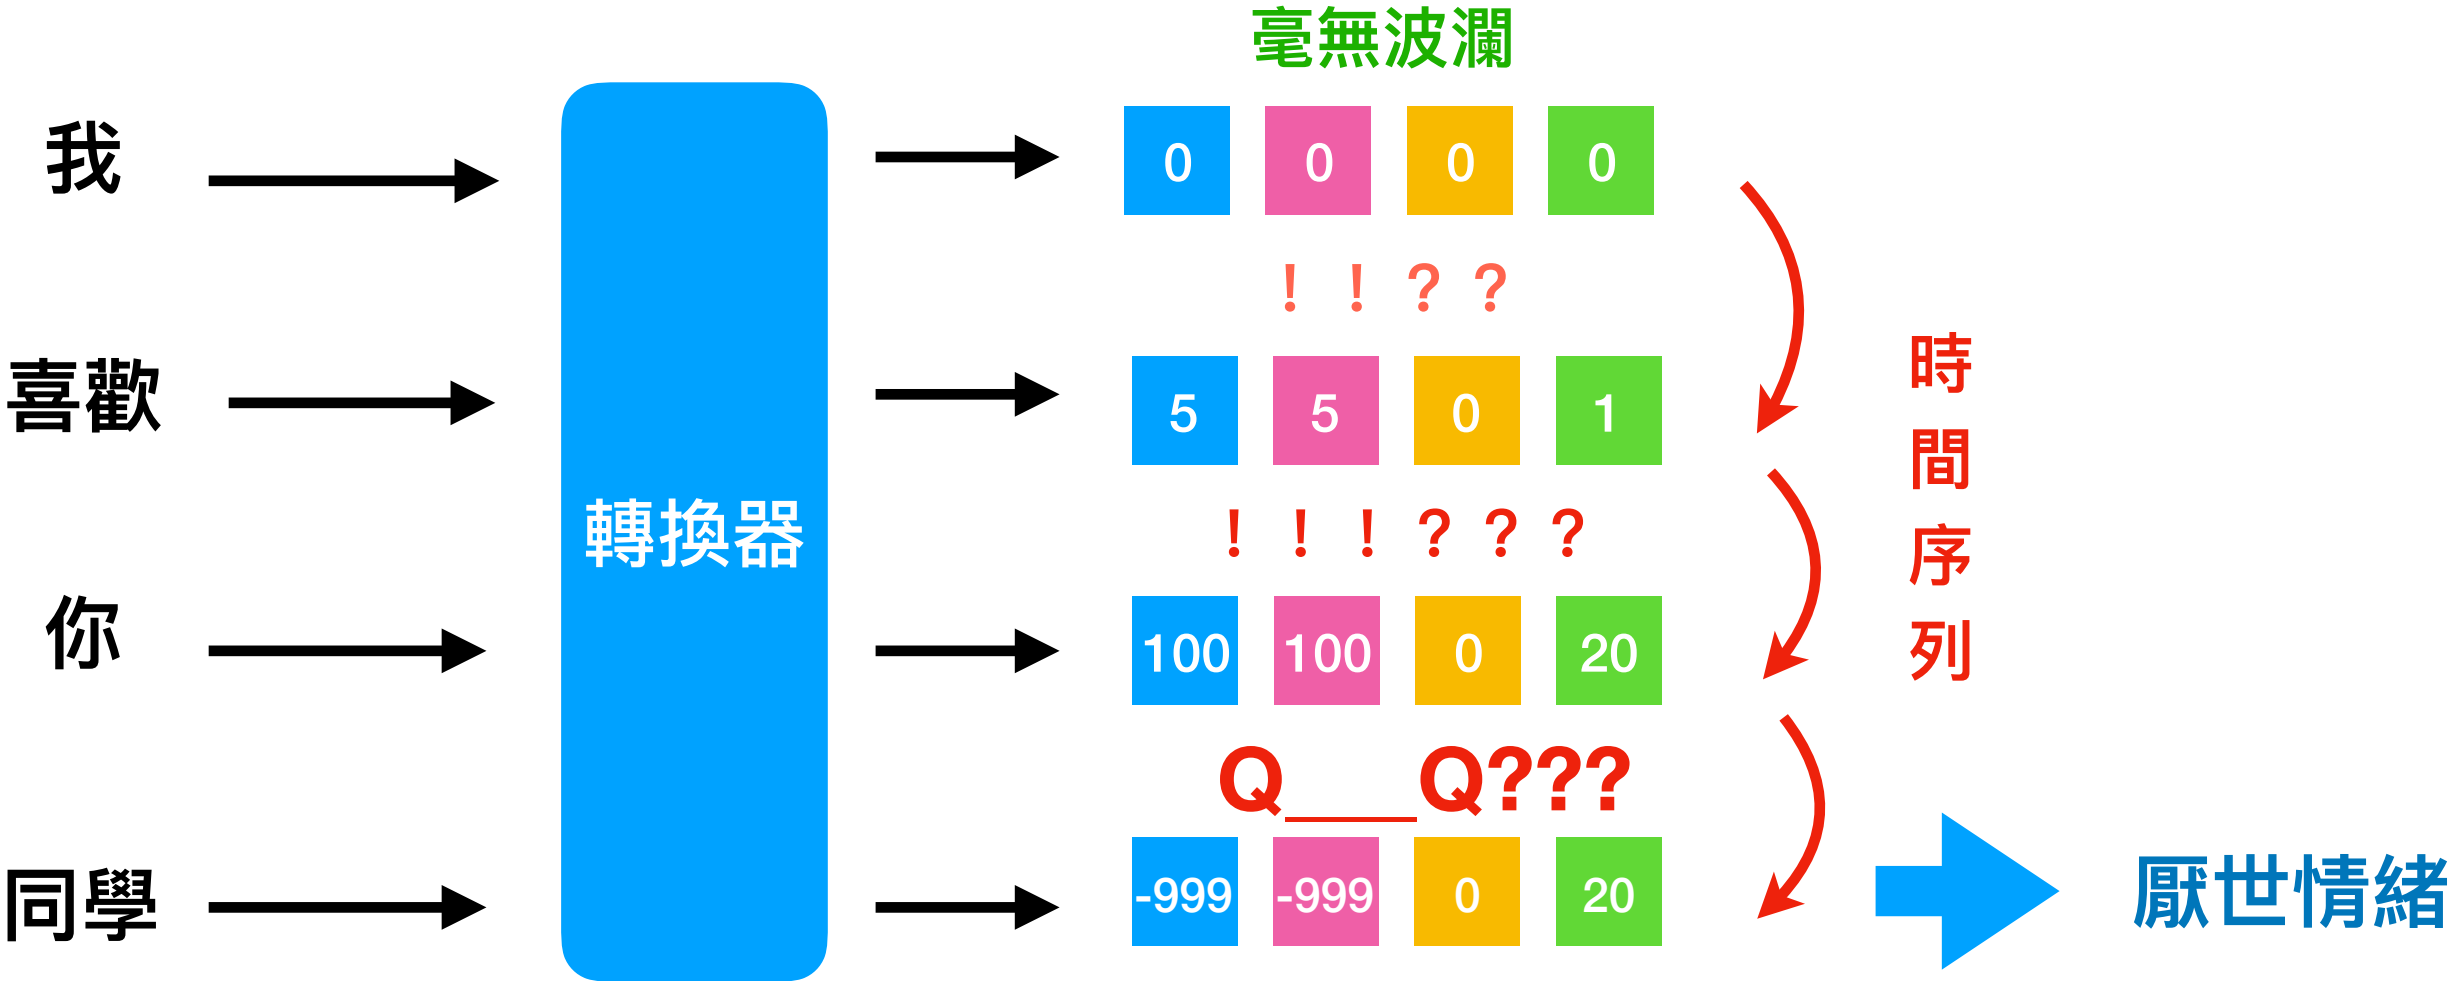 毫無波瀾
我
0 0 0 0
！！？？
喜歡
5 5 0 1
時間序列
轉換器
！！！？？？
你
100 100 0 20
Q____Q???
同學
-999 -999 0 20
厭世情緒